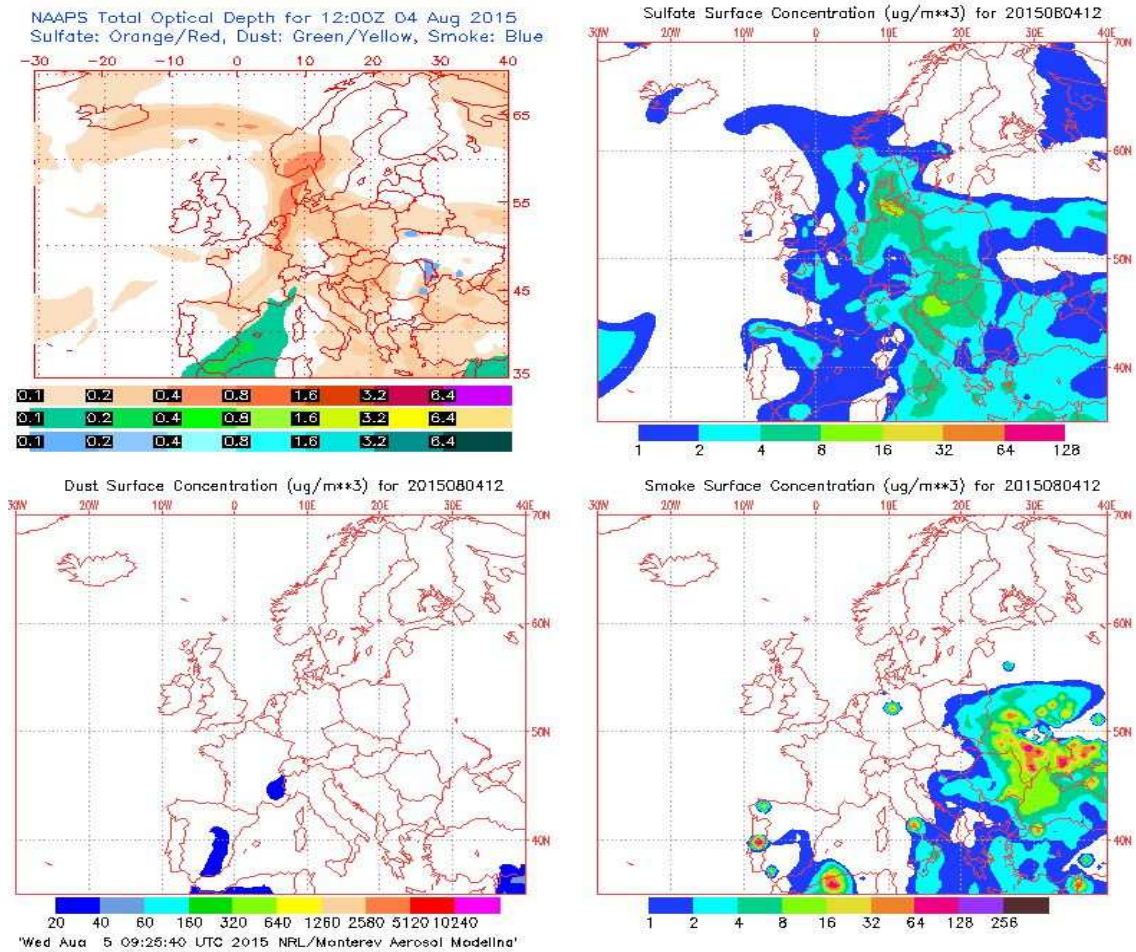 NAAPS Total Optical Depth for 12:00Z 04 Aug 2015
Sulfate: Orange/Red, Dust: Green/Yellow, Smoke: Blue
-30 -20 -10 0 10 20 30 40
65
55
45
35
0.1 0.2 0.4 0.8 1.6 3.2 6.4
0.1 0.2 0.4 0.8 1.6 3.2 6.4
0.1 0.2 0.4 0.8 1.6 3.2 6.4
Sulfate Surface Concentration (ug/m**3) for 2015080412
30W 20W 10W 0 10E 20E 30E 40E
70N
60N
50N
40N
1 2 4 8 16 32 64 128
Dust Surface Concentration (ug/m**3) for 2015080412
30W 20W 10W 0 10E 20E 30E 40E
70N
60N
50N
40N
20 40 60 160 320 640 1260 2580 5120 10240
'Wed Aug 5 09:25:40 UTC 2015 NRL/Monterey Aerosol Modeling'
Smoke Surface Concentration (ug/m**3) for 2015080412
30W 20W 10W 0 10E 20E 30E 40E
70N
60N
50N
40N
1 2 4 8 16 32 64 128 256